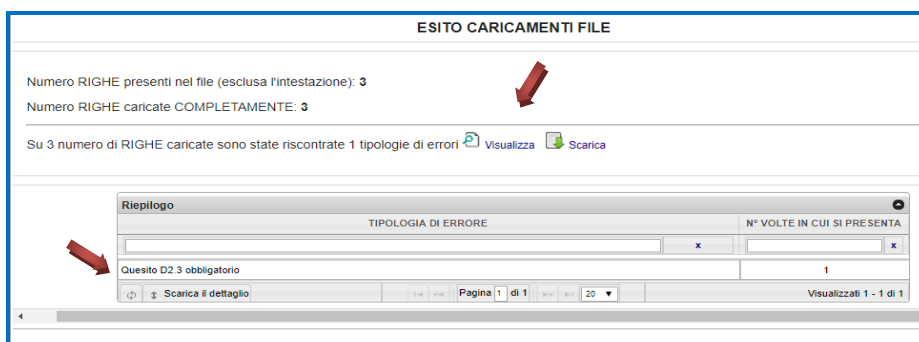 ESITO CARICAMENTI FILE
Numero RIGHE presenti nel file (esclusa l'intestazione): 3
Numero RIGHE caricate COMPLETAMENTE: 3
Su 3 numero di RIGHE caricate sono state riscontrate 1 tipologie di errori Visualizza Scarica
Riepilogo
TIPOLOGIA DI ERRORE N° VOLTE IN CUI SI PRESENTA
x x
Quesito D2.3 obbligatorio 1
Scarica il dettaglio Pagina 1 di 1 20 Visualizzati 1 - 1 di 1